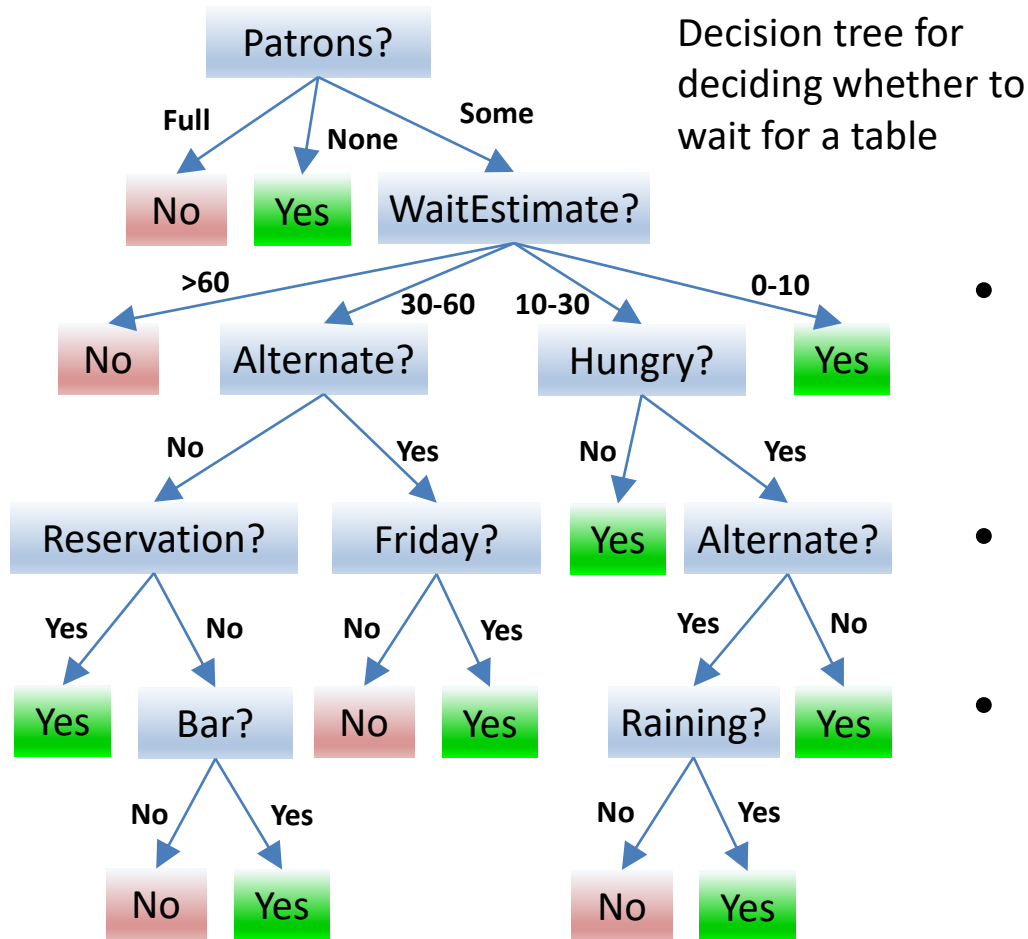 Patrons?
Decision tree for
deciding whether to
wait for a table
Full
None
Some
No
Yes
WaitEstimate?
>60
30-60
10-30
0-10
No
Alternate?
Hungry?
Yes
No
Yes
No
Yes
Reservation?
Friday?
Yes
Alternate?
Yes
No
No
Yes
Yes
No
Yes
Bar?
No
Yes
Raining?
Yes
No
Yes
No
Yes
No
Yes
No
Yes